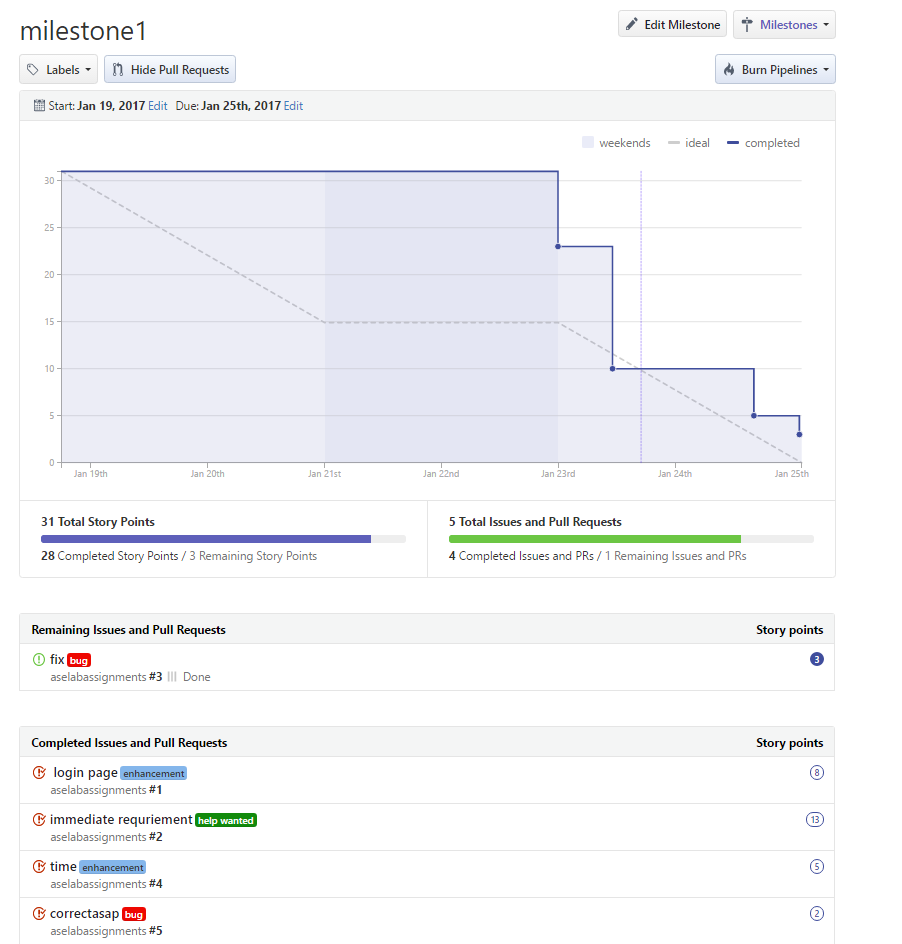 milestone1
Edit Milestone
Milestones
Labels
Hide Pull Requests
Burn Pipelines
Start: Jan 19, 2017 Edit Due: Jan 25th, 2017 Edit
weekends ideal completed
30
25
20
15
10
5
0
Jan 19th Jan 20th Jan 21st Jan 22nd Jan 23rd Jan 24th Jan 25th
31 Total Story Points
28 Completed Story Points / 3 Remaining Story Points
5 Total Issues and Pull Requests
4 Completed Issues and PRs / 1 Remaining Issues and PRs
Remaining Issues and Pull Requests Story points
fix bug 3
aselabassignments #3 Done
Completed Issues and Pull Requests Story points
login page enhancement 8
aselabassignments #1
immediate requriement help wanted 13
aselabassignments #2
time enhancement 5
aselabassignments #4
correctasap bug 2
aselabassignments #5